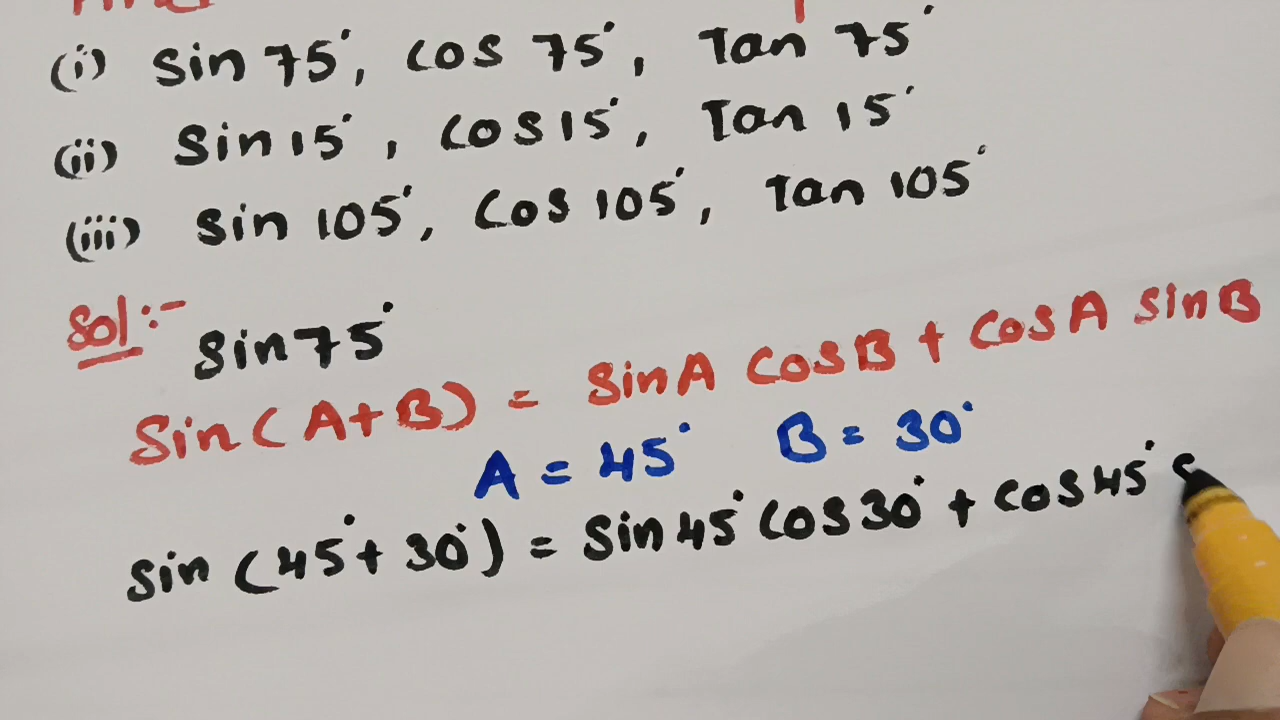 (i) sin 75°, cos 75°, Tan 75°
(ii) sin 15°, cos 15°, Tan 15°
(iii) sin 105°, cos 105°, Tan 105°
Sol:- sin 75°
Sin(A+B) = sinA cosB + cosA sinB
A = 45° B = 30°
sin (45°+ 30°) = sin 45° cos 30° + cos 45° s